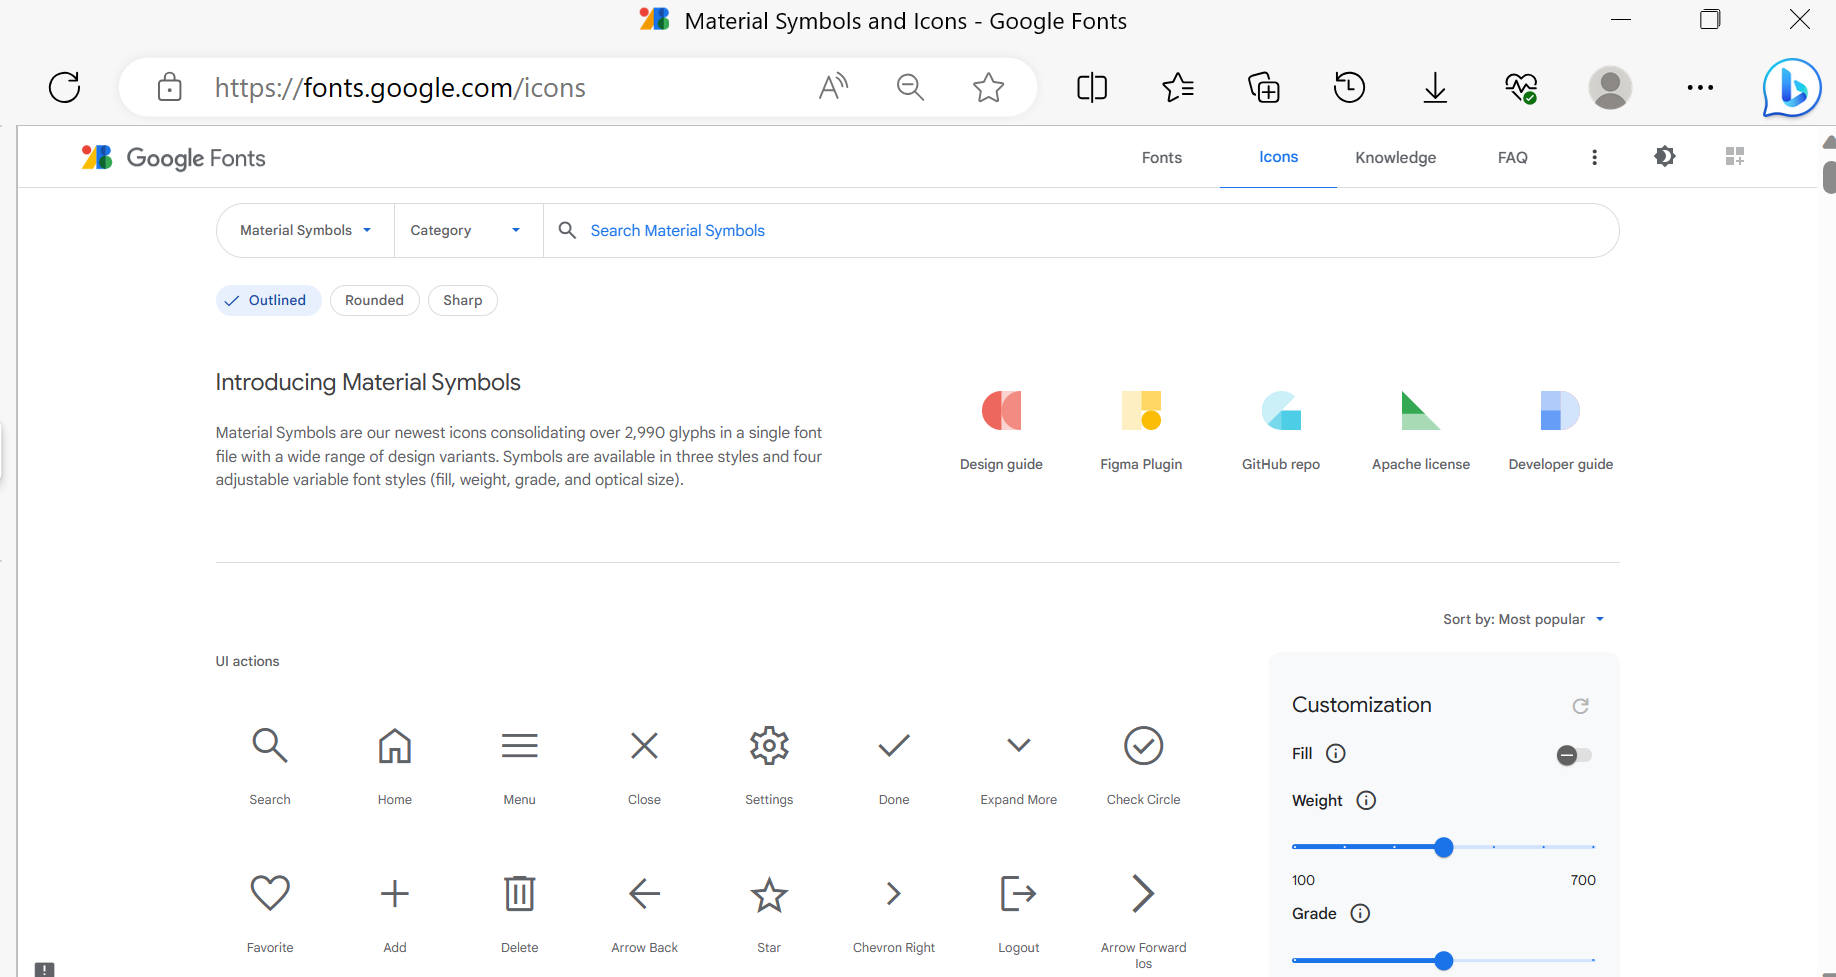 Material Symbols and Icons - Google Fonts
https://fonts.google.com/icons
Google Fonts
Fonts
Icons
Knowledge
FAQ
Material Symbols
Category
Search Material Symbols
Outlined
Rounded
Sharp
Introducing Material Symbols
Material Symbols are our newest icons consolidating over 2,990 glyphs in a single font
file with a wide range of design variants. Symbols are available in three styles and four
adjustable variable font styles (fill, weight, grade, and optical size).
Design guide
Figma Plugin
GitHub repo
Apache license
Developer guide
Sort by: Most popular
UI actions
Search
Home
Menu
Close
Settings
Done
Expand More
Check Circle
Favorite
Add
Delete
Arrow Back
Star
Chevron Right
Logout
Arrow Forward
Ios
Customization
Fill
Weight
100
700
Grade